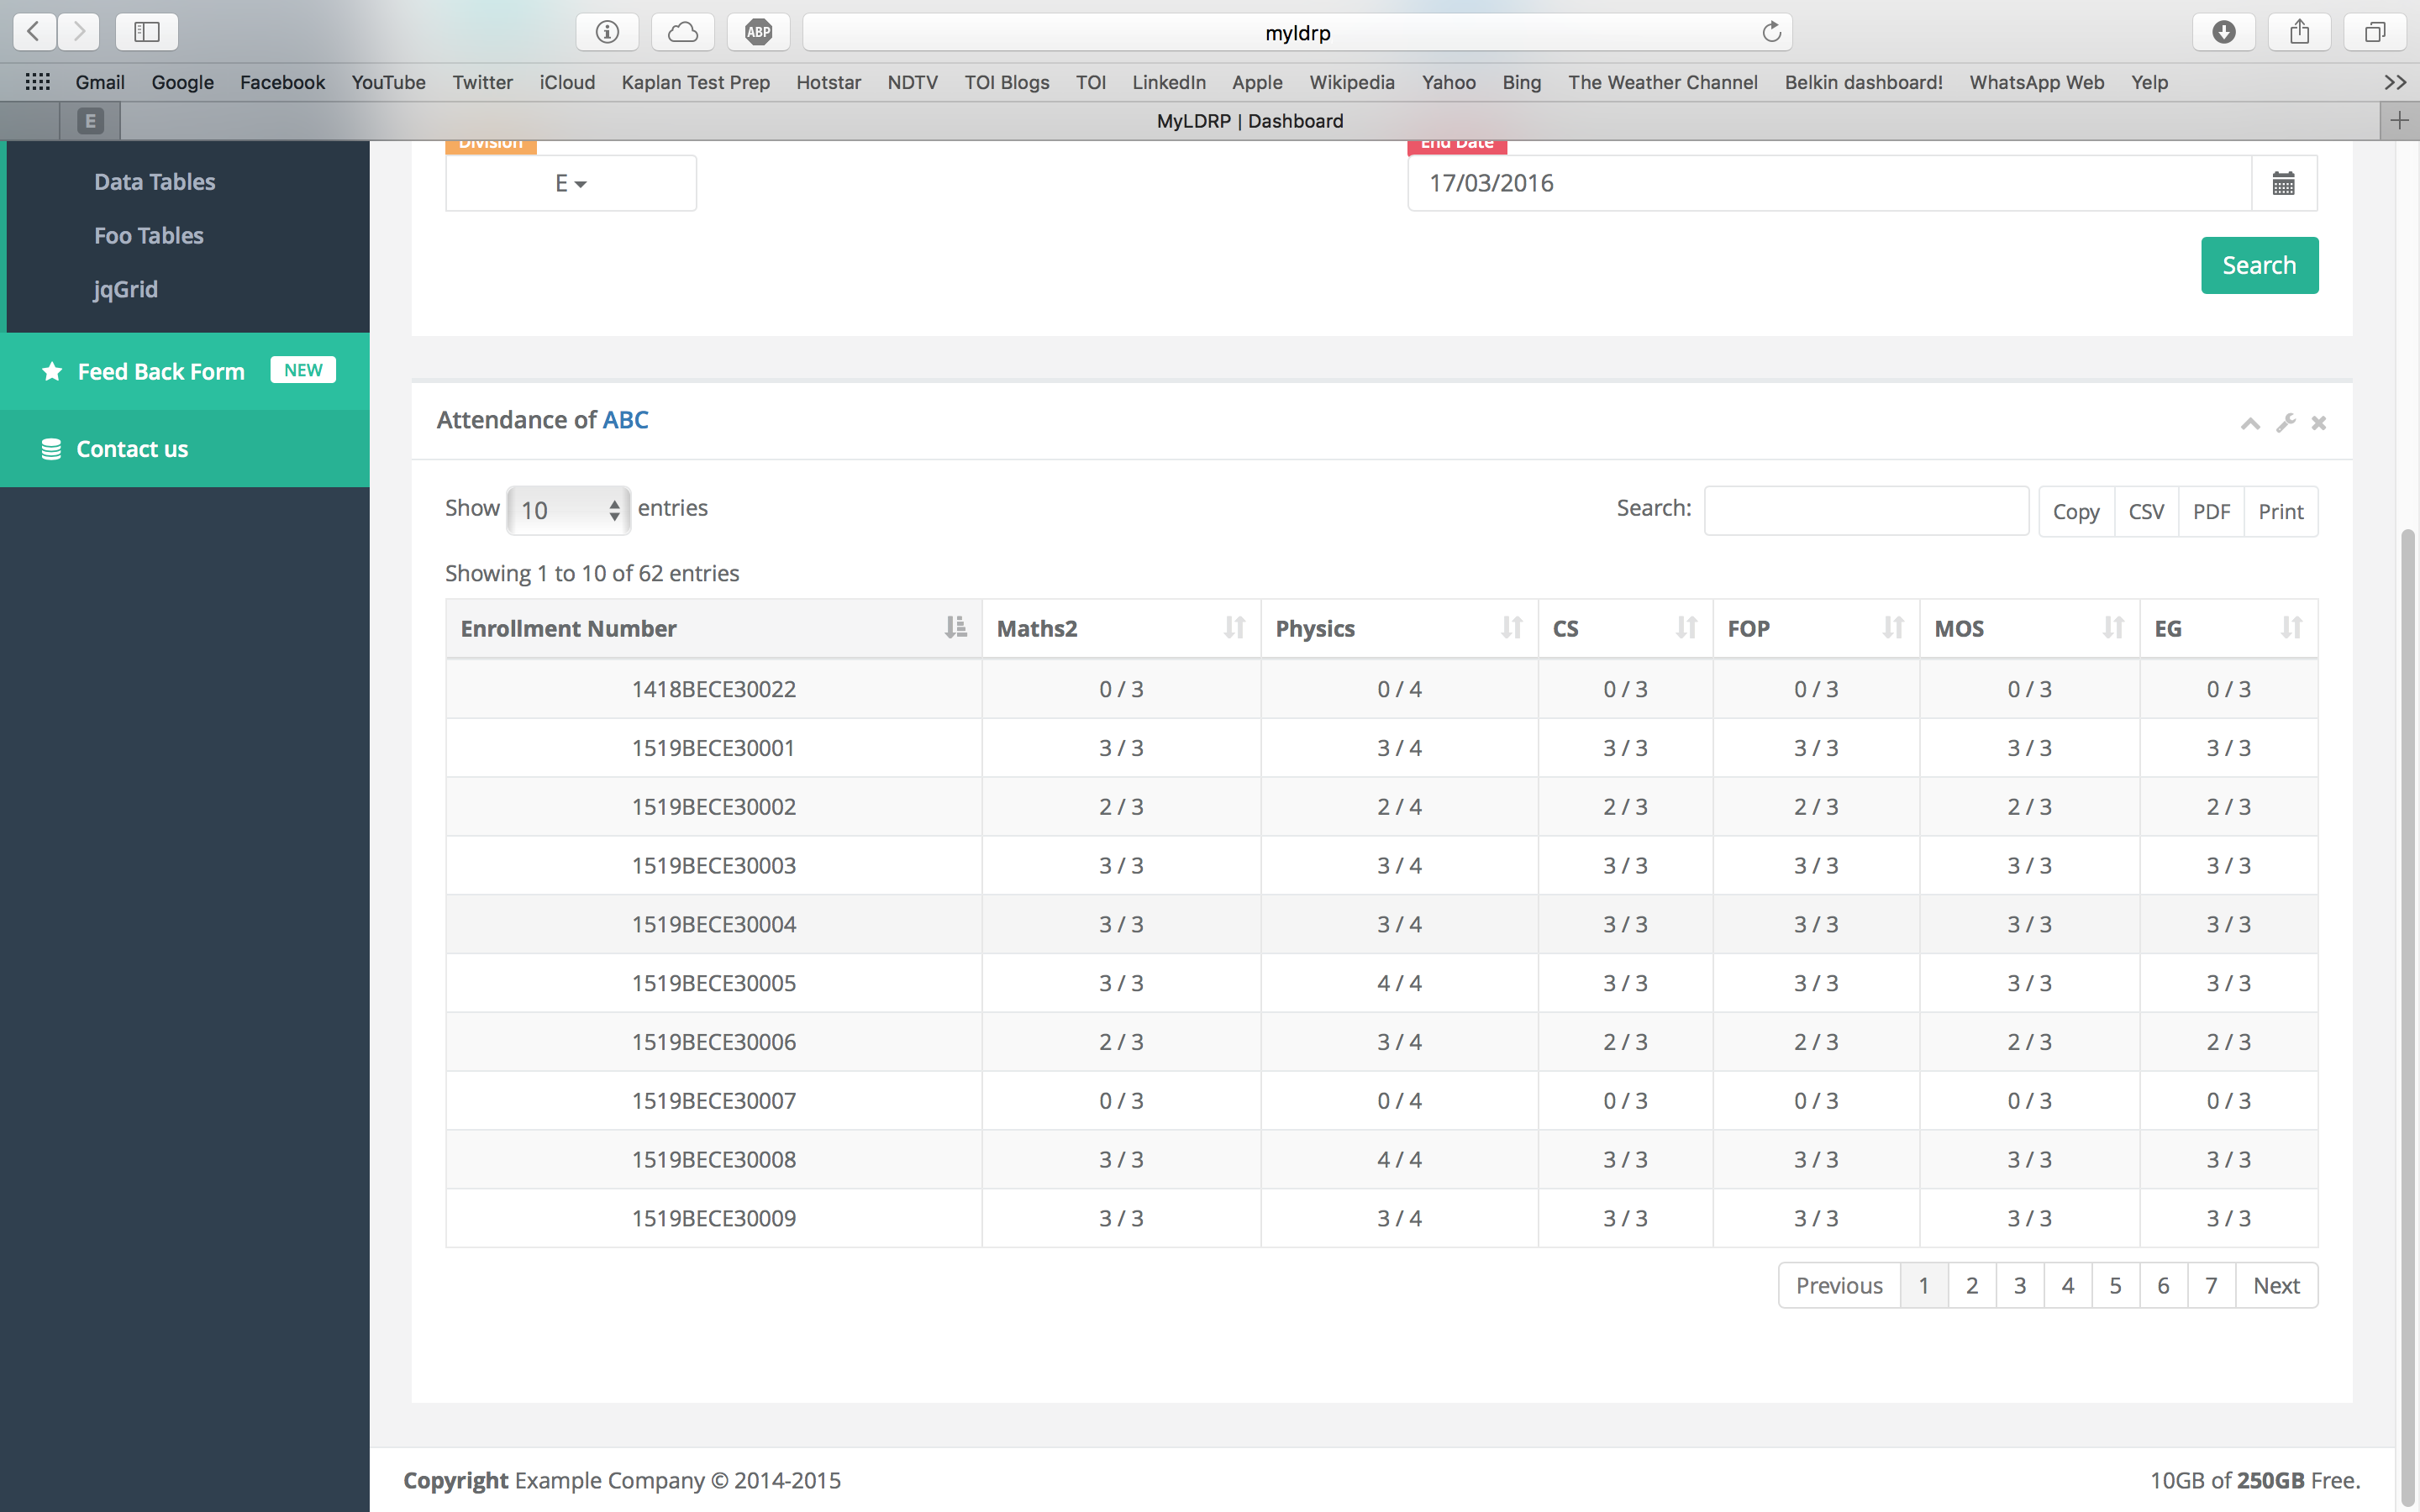 ABP
myldrp
Gmail Google Facebook YouTube Twitter iCloud Kaplan Test Prep Hotstar NDTV TOI Blogs TOI LinkedIn Apple Wikipedia Yahoo Bing The Weather Channel Belkin dashboard! WhatsApp Web Yelp >>
E MyLDRP | Dashboard
Division End Date
Data Tables
E 17/03/2016
Foo Tables
Search
jqGrid
Feed Back Form NEW
Contact us
Attendance of ABC
Show 10 entries Search: Copy CSV PDF Print
Showing 1 to 10 of 62 entries
Enrollment Number Maths2 Physics CS FOP MOS EG
1418BECE30022 0 / 3 0 / 4 0 / 3 0 / 3 0 / 3 0 / 3
1519BECE30001 3 / 3 3 / 4 3 / 3 3 / 3 3 / 3 3 / 3
1519BECE30002 2 / 3 2 / 4 2 / 3 2 / 3 2 / 3 2 / 3
1519BECE30003 3 / 3 3 / 4 3 / 3 3 / 3 3 / 3 3 / 3
1519BECE30004 3 / 3 3 / 4 3 / 3 3 / 3 3 / 3 3 / 3
1519BECE30005 3 / 3 4 / 4 3 / 3 3 / 3 3 / 3 3 / 3
1519BECE30006 2 / 3 3 / 4 2 / 3 2 / 3 2 / 3 2 / 3
1519BECE30007 0 / 3 0 / 4 0 / 3 0 / 3 0 / 3 0 / 3
1519BECE30008 3 / 3 4 / 4 3 / 3 3 / 3 3 / 3 3 / 3
1519BECE30009 3 / 3 3 / 4 3 / 3 3 / 3 3 / 3 3 / 3
Previous 1 2 3 4 5 6 7 Next
Copyright Example Company © 2014-2015 10GB of 250GB Free.